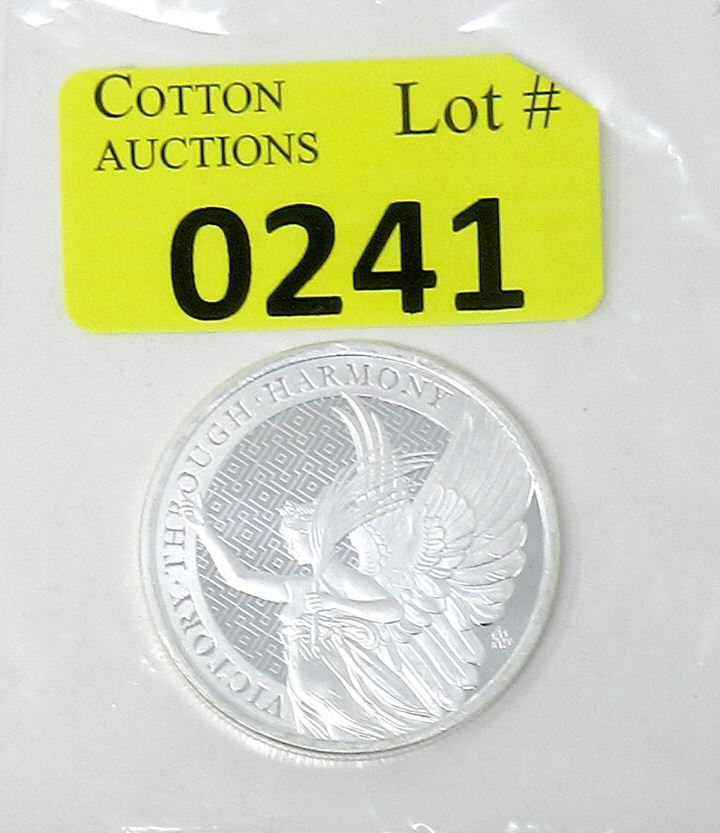 COTTON
AUCTIONS
Lot #
0241
VICTORY·THROUGH·HARMONY